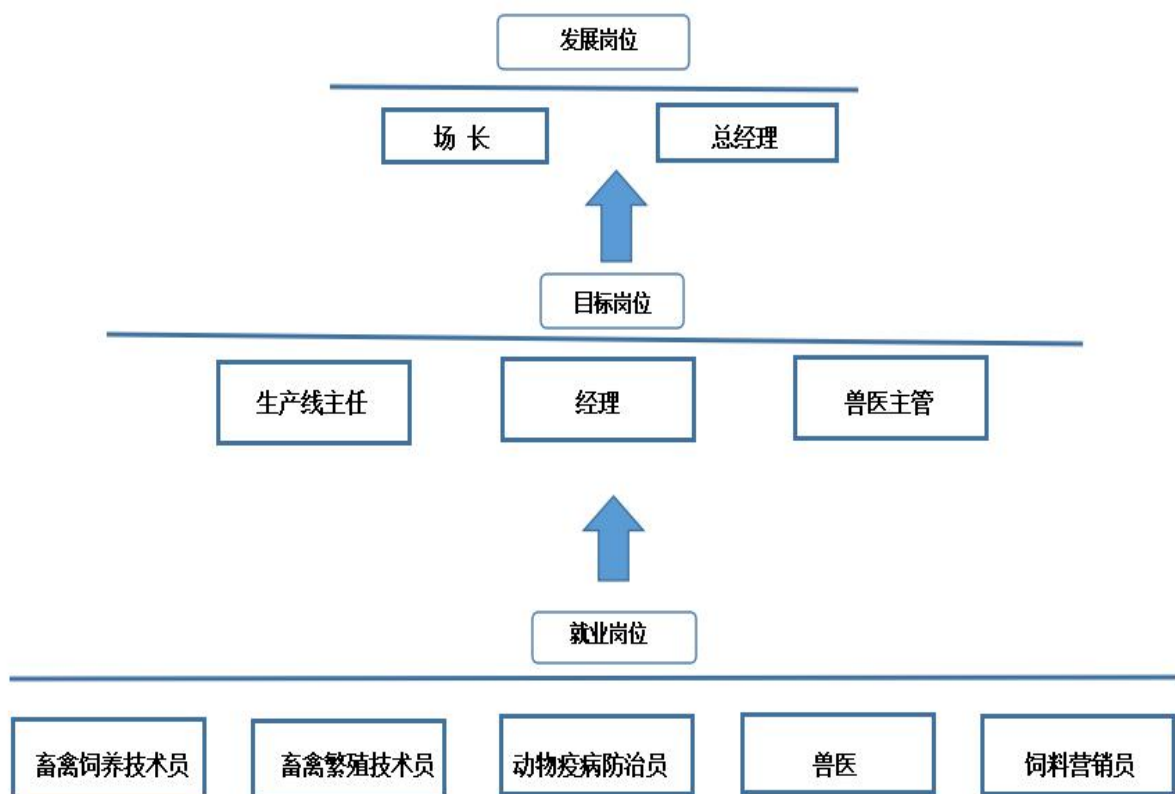 发展岗位
场 长
总经理
目标岗位
生产线主任
经理
兽医主管
就业岗位
畜禽饲养技术员
畜禽繁殖技术员
动物疫病防治员
兽医
饲料营销员